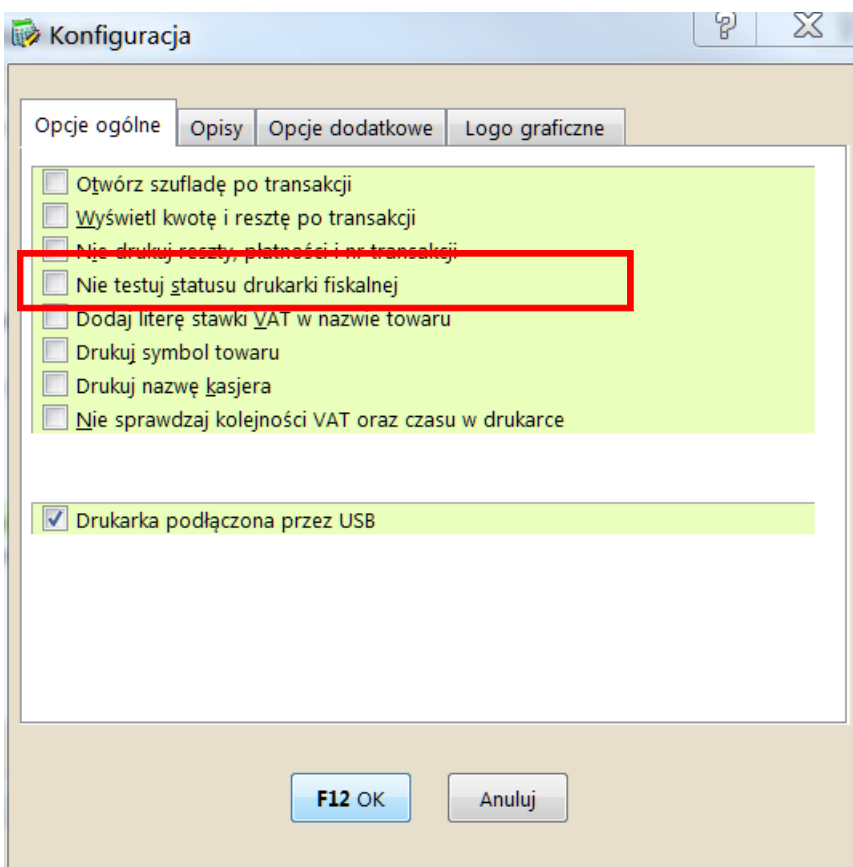 Konfiguracja
Opcje ogólne Opisy Opcje dodatkowe Logo graficzne
Otwórz szufladę po transakcji
Wyświetl kwotę i resztę po transakcji
Nie drukuj reszty, płatności i nr transakcji
Nie testuj statusu drukarki fiskalnej
Dodaj literę stawki VAT w nazwie towaru
Drukuj symbol towaru
Drukuj nazwę kasjera
Nie sprawdzaj kolejności VAT oraz czasu w drukarce
Drukarka podłączona przez USB
F12 OK Anuluj